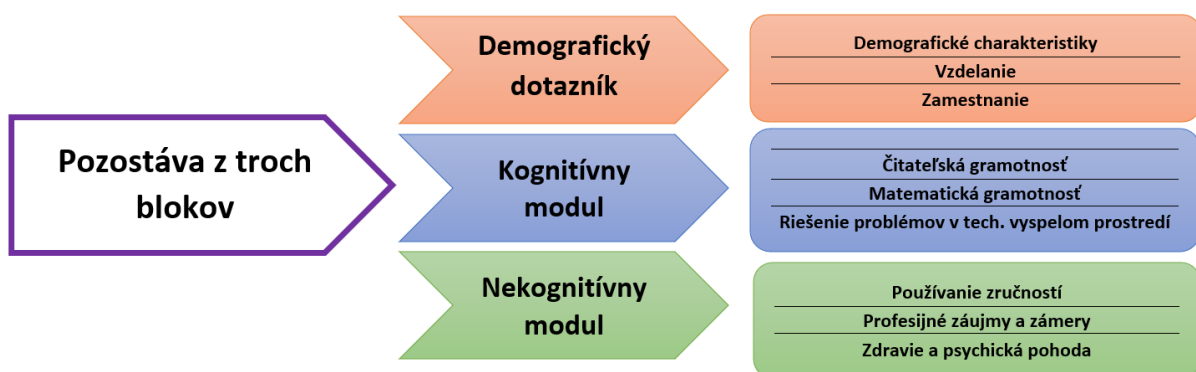 Pozostáva z troch
blokov
Demografický
dotazník
Demografické charakteristiky
Vzdelanie
Zamestnanie
Kognitívny
modul
Čitateľská gramotnosť
Matematická gramotnosť
Riešenie problémov v tech. vyspelom prostredí
Nekognitívny
modul
Používanie zručností
Profesijné záujmy a zámery
Zdravie a psychická pohoda